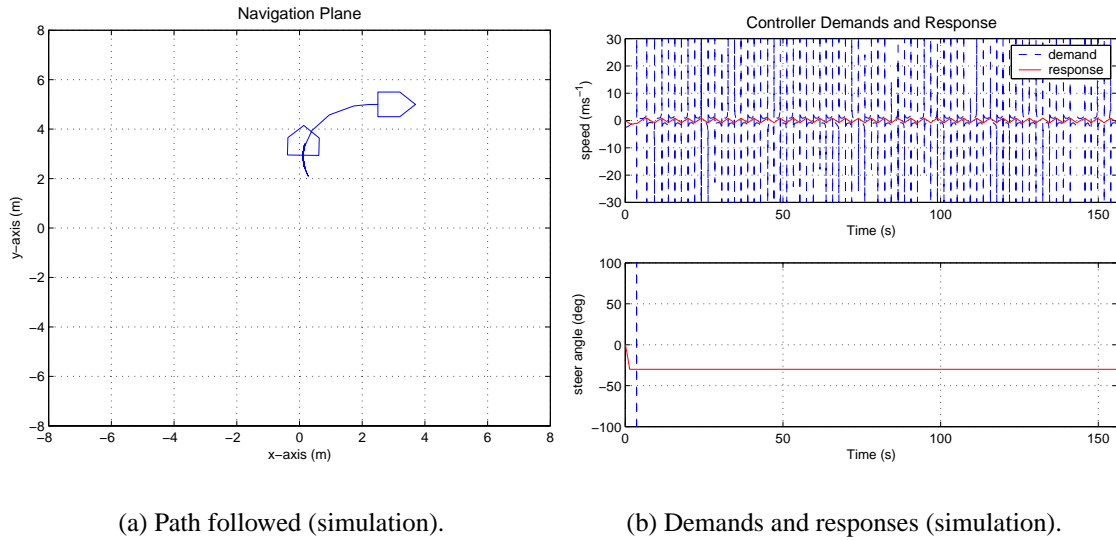 Navigation Plane
8
6
4
2
0
−2
−4
−6
−8
y−axis (m)
−8 −6 −4 −2 0 2 4 6 8
x−axis (m)
Controller Demands and Response
30
20
10
0
−10
−20
−30
speed (ms⁻¹)
demand
response
0 50 100 150
Time (s)
100
50
0
−50
−100
steer angle (deg)
0 50 100 150
Time (s)
(a) Path followed (simulation).
(b) Demands and responses (simulation).